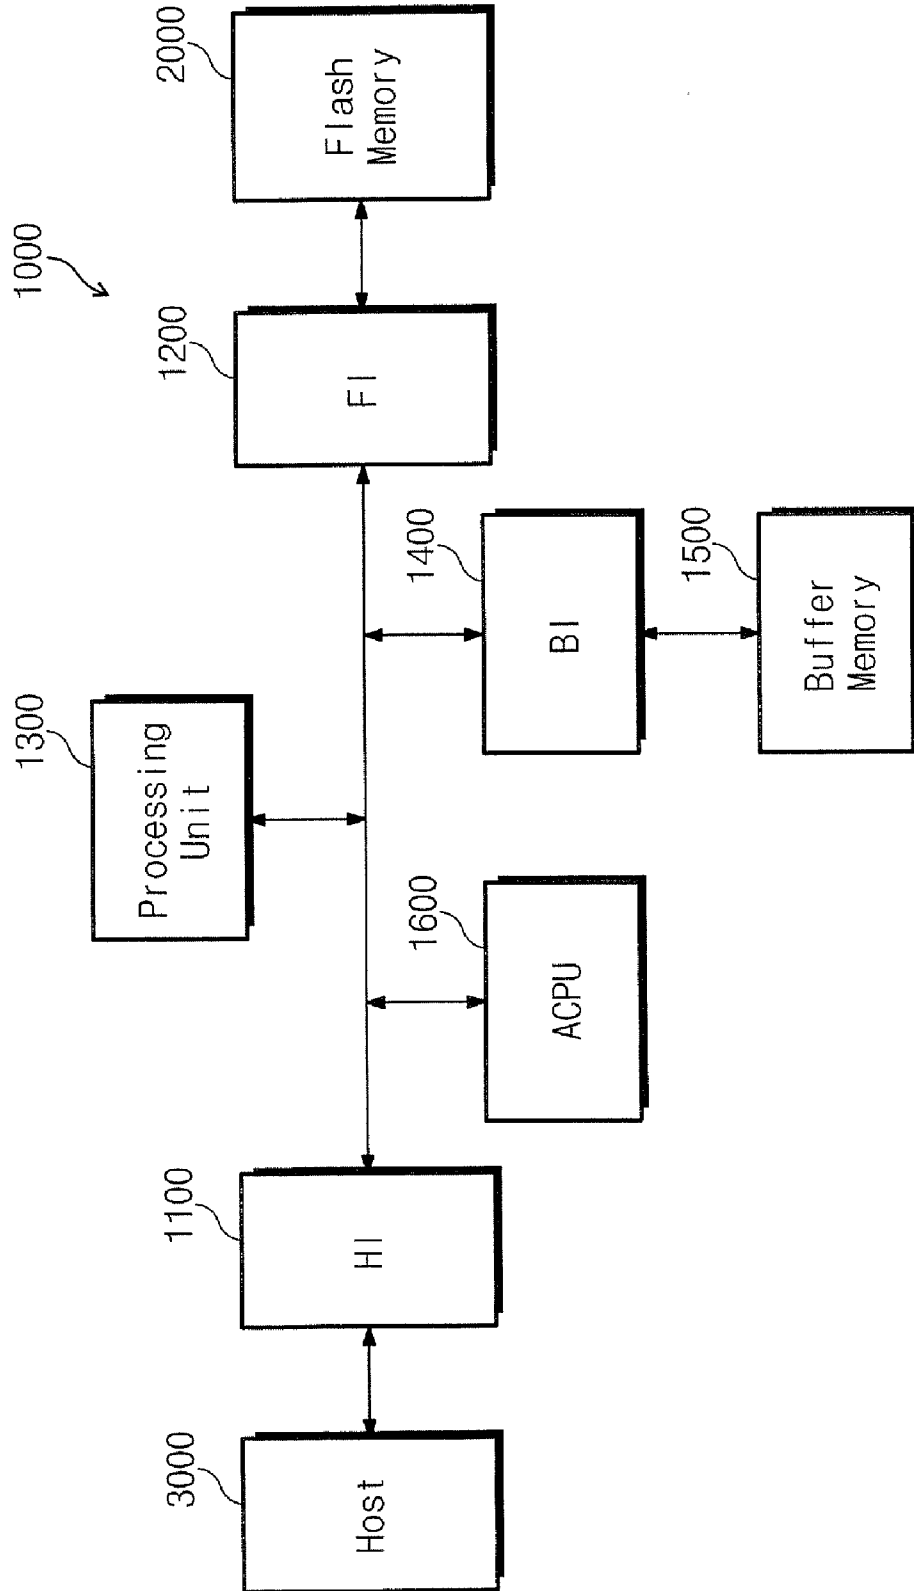 1000
3000
Host
1100
HI
1300
Processing
Unit
1600
ACPU
1400
BI
1500
Buffer
Memory
1200
FI
2000
Flash
Memory